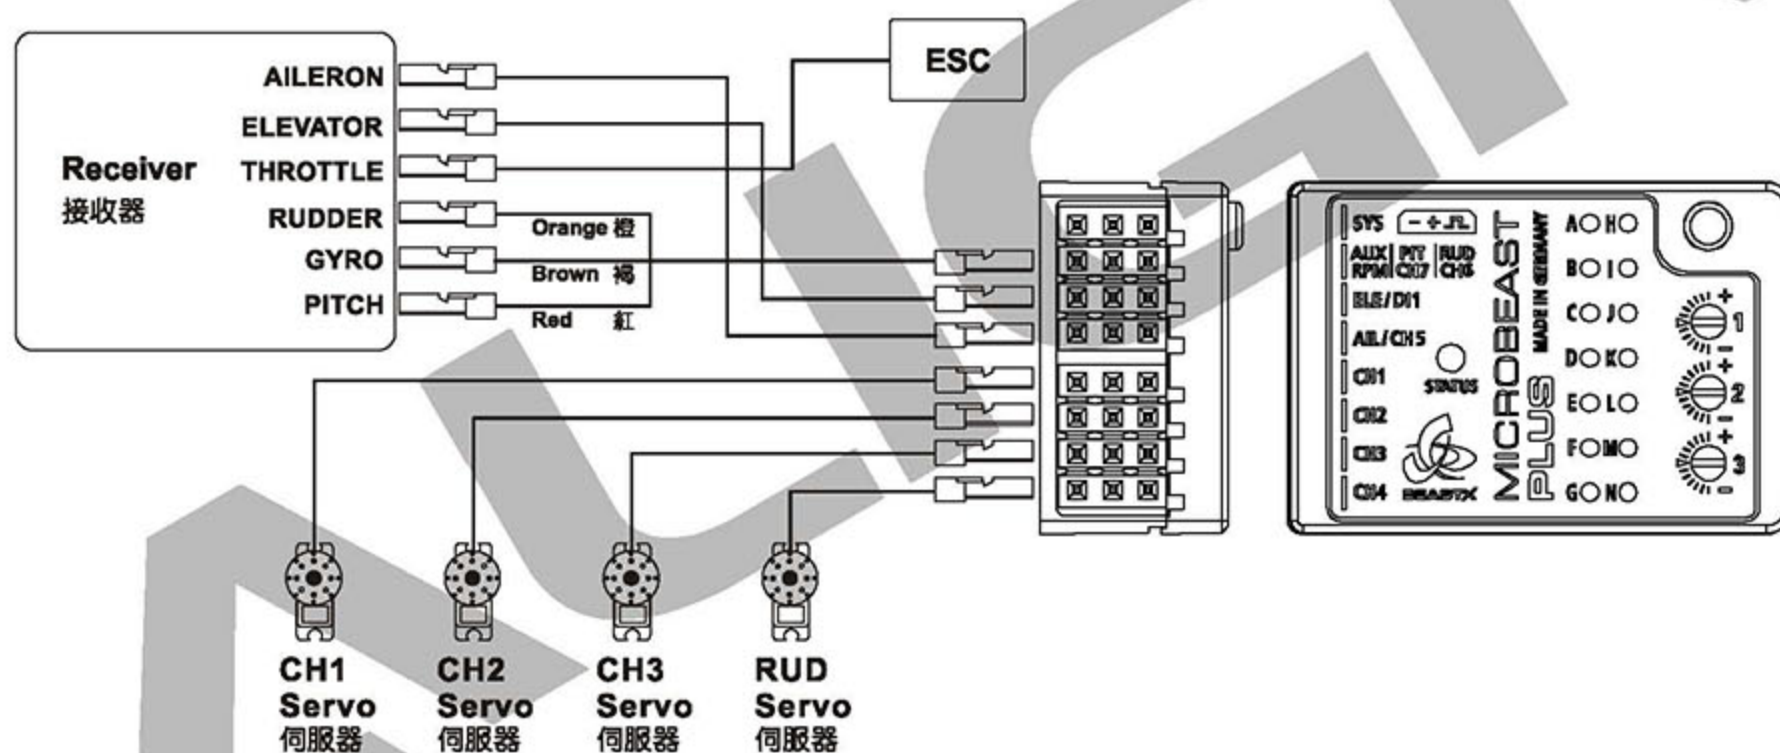 AILERON
ELEVATOR
THROTTLE
RUDDER
GYRO
PITCH
Receiver
接收器
ESC
Orange 橙
Brown 褐
Red 紅
SYS
AUX | PIT | RUD
RPM | CH7 | CH6
ELE/DI1
AIL/CH5
CH1
CH2
CH3
CH4
STATUS
BEASTX
MICROBEAST
PLUS
MADE IN GERMANY
A H
B I
C J
D K
E L
F M
G N
+ 1 -
+ 2 -
+ 3 -
CH1
Servo
伺服器
CH2
Servo
伺服器
CH3
Servo
伺服器
RUD
Servo
伺服器